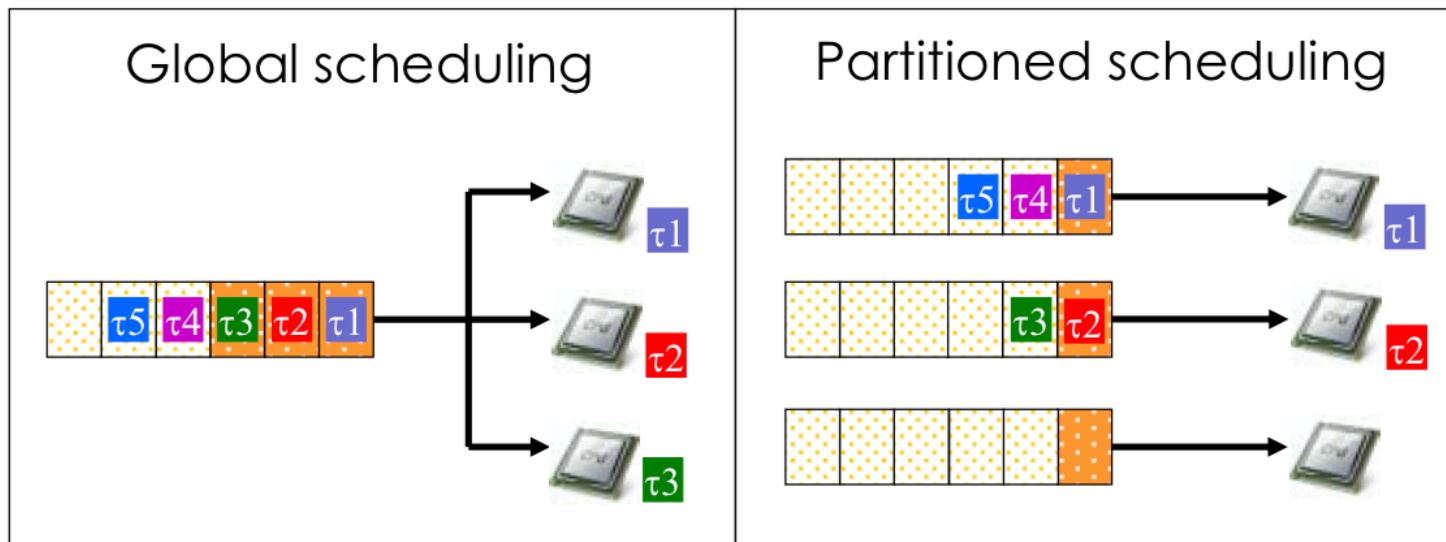 Global scheduling
τ1
τ5 τ4 τ3 τ2 τ1
τ2
τ3
Partitioned scheduling
τ5 τ4 τ1
τ1
τ3 τ2
τ2